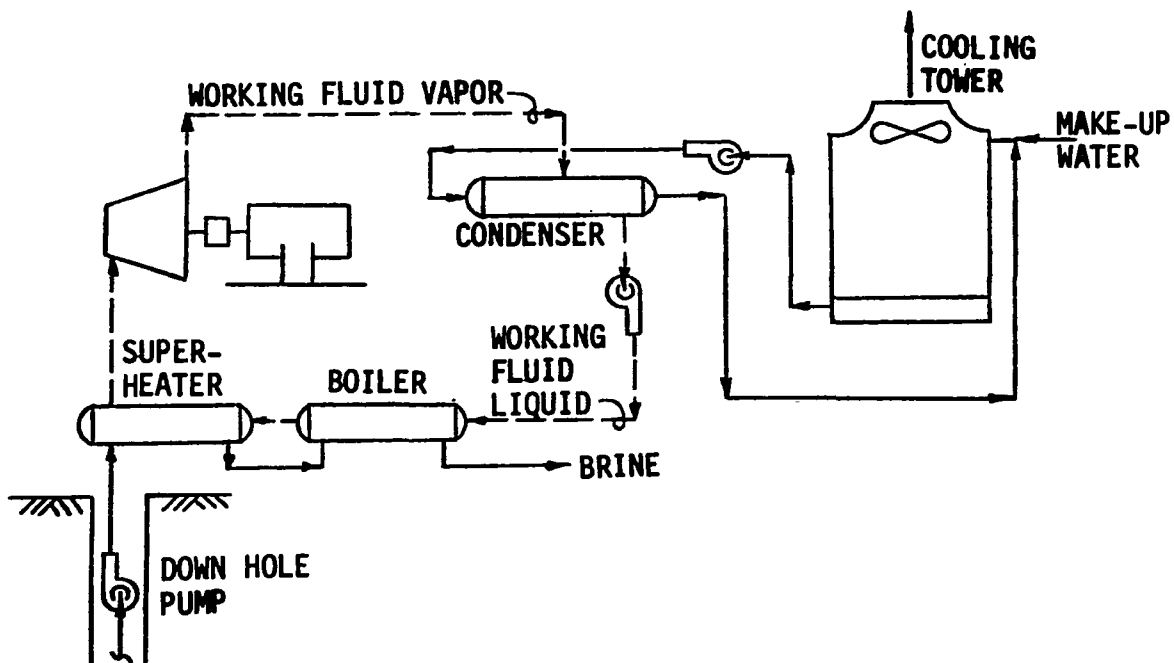 COOLING
TOWER
WORKING FLUID VAPOR
MAKE-UP
WATER
CONDENSER
WORKING
FLUID
LIQUID
SUPER-
HEATER
BOILER
BRINE
DOWN HOLE
PUMP